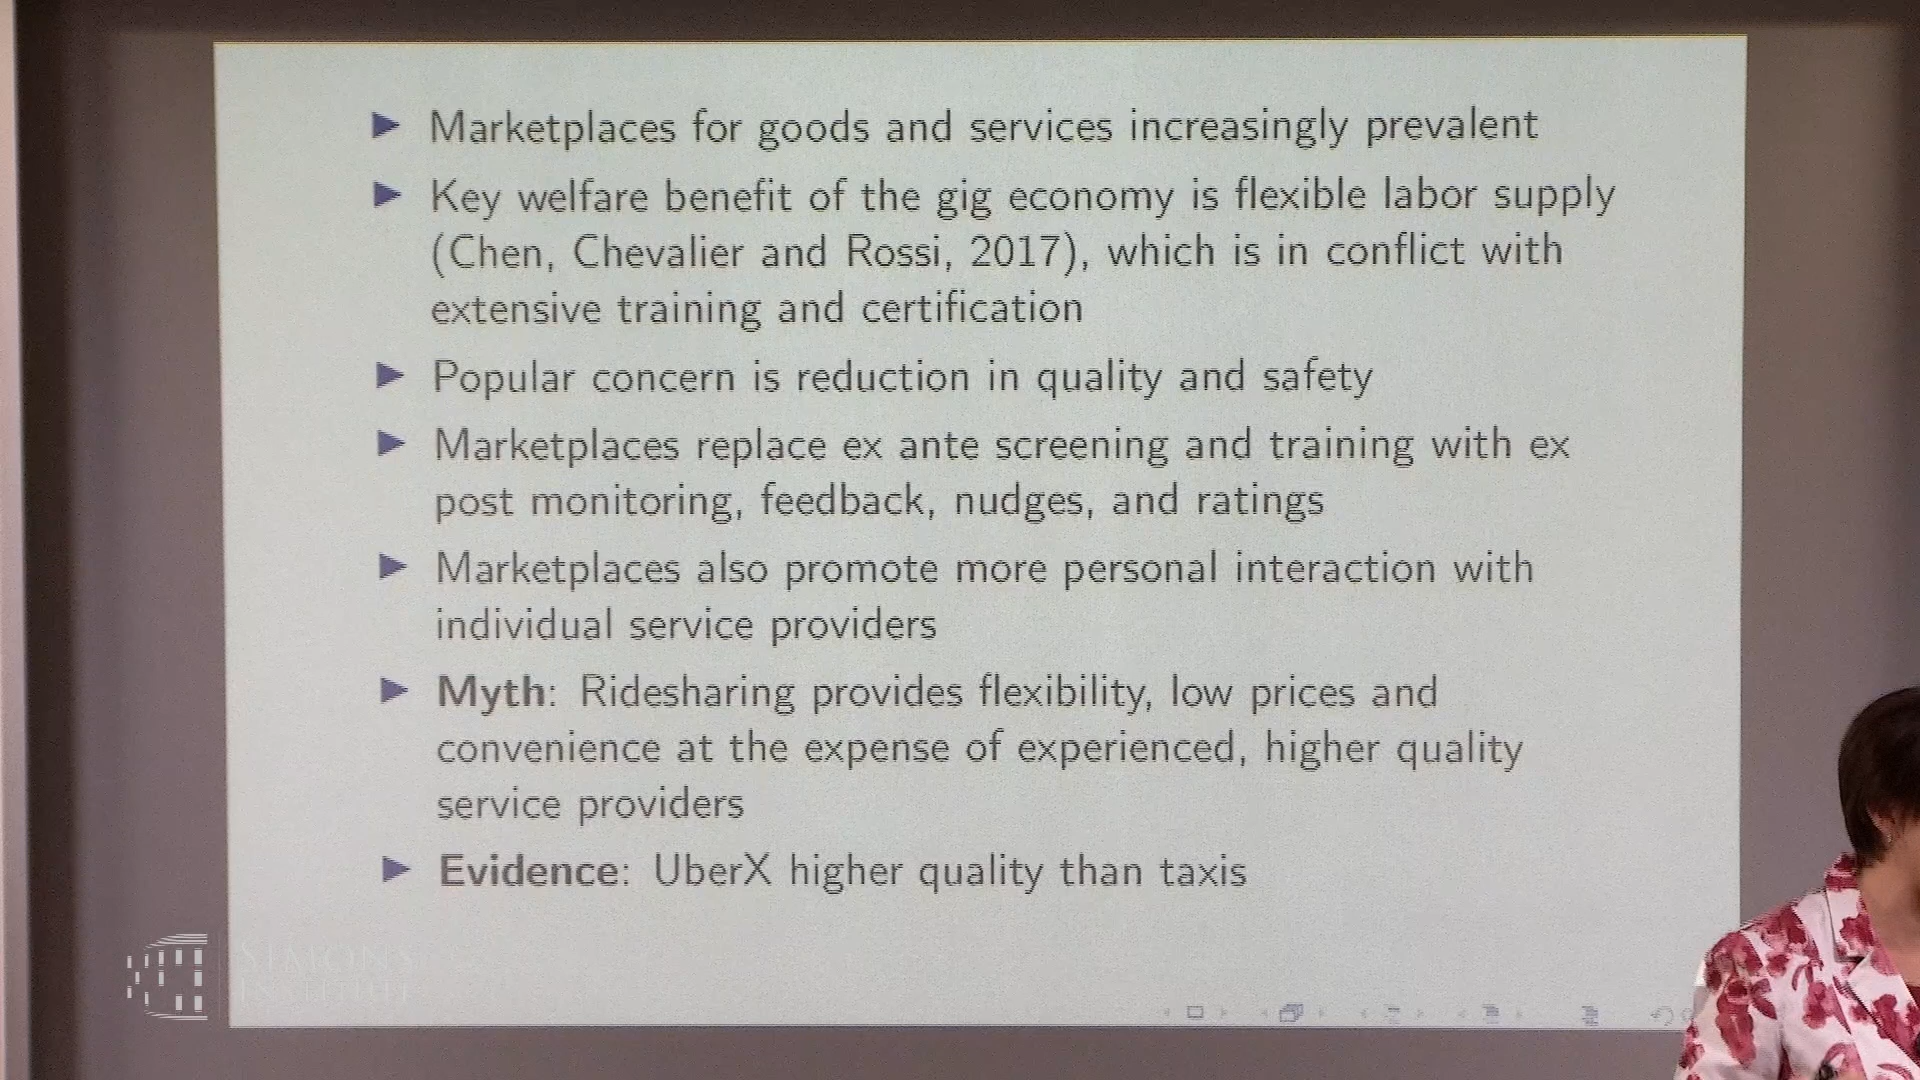 ▶ Marketplaces for goods and services increasingly prevalent
▶ Key welfare benefit of the gig economy is flexible labor supply
(Chen, Chevalier and Rossi, 2017), which is in conflict with
extensive training and certification
▶ Popular concern is reduction in quality and safety
▶ Marketplaces replace ex ante screening and training with ex
post monitoring, feedback, nudges, and ratings
▶ Marketplaces also promote more personal interaction with
individual service providers
▶ Myth: Ridesharing provides flexibility, low prices and
convenience at the expense of experienced, higher quality
service providers
▶ Evidence: UberX higher quality than taxis
SIMONS
INSTITUTE